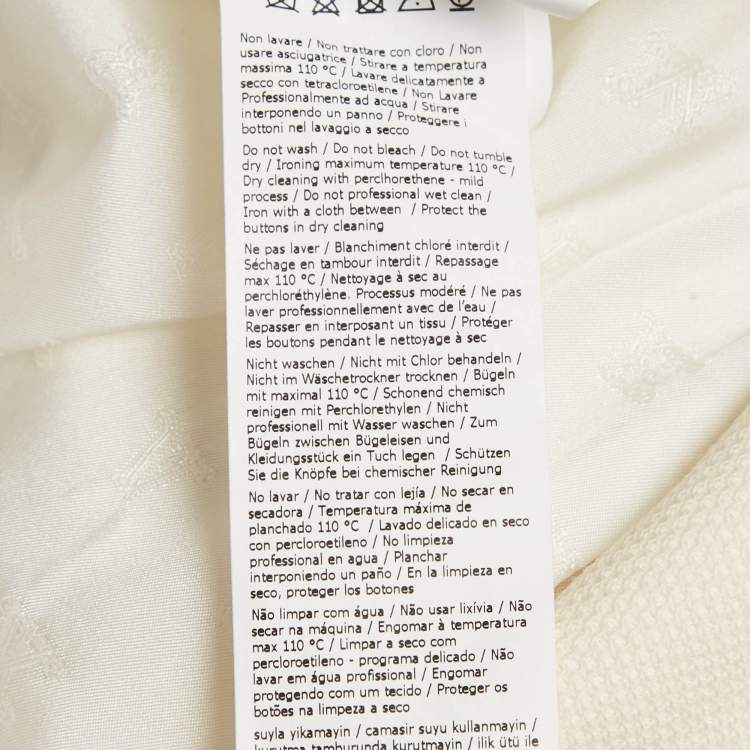 Non lavare / Non trattare con cloro / Non
usare asciugatrice / Stirare a temperatura
massima 110 °C / Lavare delicatamente a
secco con tetracloroetilene / Non Lavare
Professionalmente ad acqua / Stirare
interponendo un panno / Proteggere i
bottoni nel lavaggio a secco
Do not wash / Do not bleach / Do not tumble
dry / Ironing maximum temperature 110 °C /
Dry cleaning with perclhorethene - mild
process / Do not professional wet clean /
Iron with a cloth between / Protect the
buttons in dry cleaning
Ne pas laver / Blanchiment chloré interdit /
Séchage en tambour interdit / Repassage
max 110 °C / Nettoyage à sec au
perchloréthylène. Processus modéré / Ne pas
laver professionnellement avec de l'eau /
Repasser en interposant un tissu / Protéger
les boutons pendant le nettoyage à sec
Nicht waschen / Nicht mit Chlor behandeln /
Nicht im Wäschetrockner trocknen / Bügeln
mit maximal 110 °C / Schonend chemisch
reinigen mit Perchlorethylen / Nicht
professionell mit Wasser waschen / Zum
Bügeln zwischen Bügeleisen und
Kleidungsstück ein Tuch legen / Schützen
Sie die Knöpfe bei chemischer Reinigung
No lavar / No tratar con lejía / No secar en
secadora / Temperatura máxima de
planchado 110 °C / Lavado delicado en seco
con percloroetileno / No limpieza
professional en agua / Planchar
interponiendo un paño / En la limpieza en
seco, proteger los botones
Não limpar com água / Não usar lixívia / Não
secar na máquina / Engomar à temperatura
max 110 °C / Limpar a seco com
percloroetileno - programa delicado / Não
lavar em água profissional / Engomar
protegendo com um tecido / Proteger os
botões na limpeza a seco
suyla yikamayin / camasir suyu kullanmayin /
kurutma tamburunda kurutmayin / ilik ütü ile